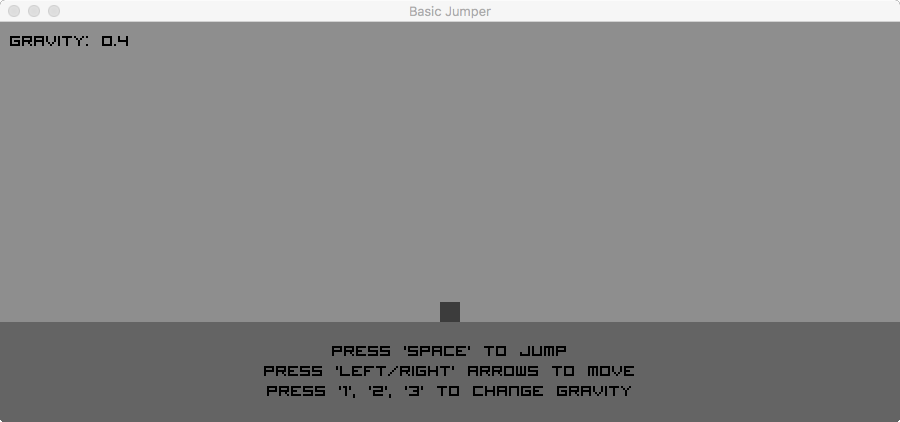 Basic Jumper
GRAVITY: 0.4
PRESS 'SPACE' TO JUMP
PRESS 'LEFT/RIGHT' ARROWS TO MOVE
PRESS '1', '2', '3' TO CHANGE GRAVITY